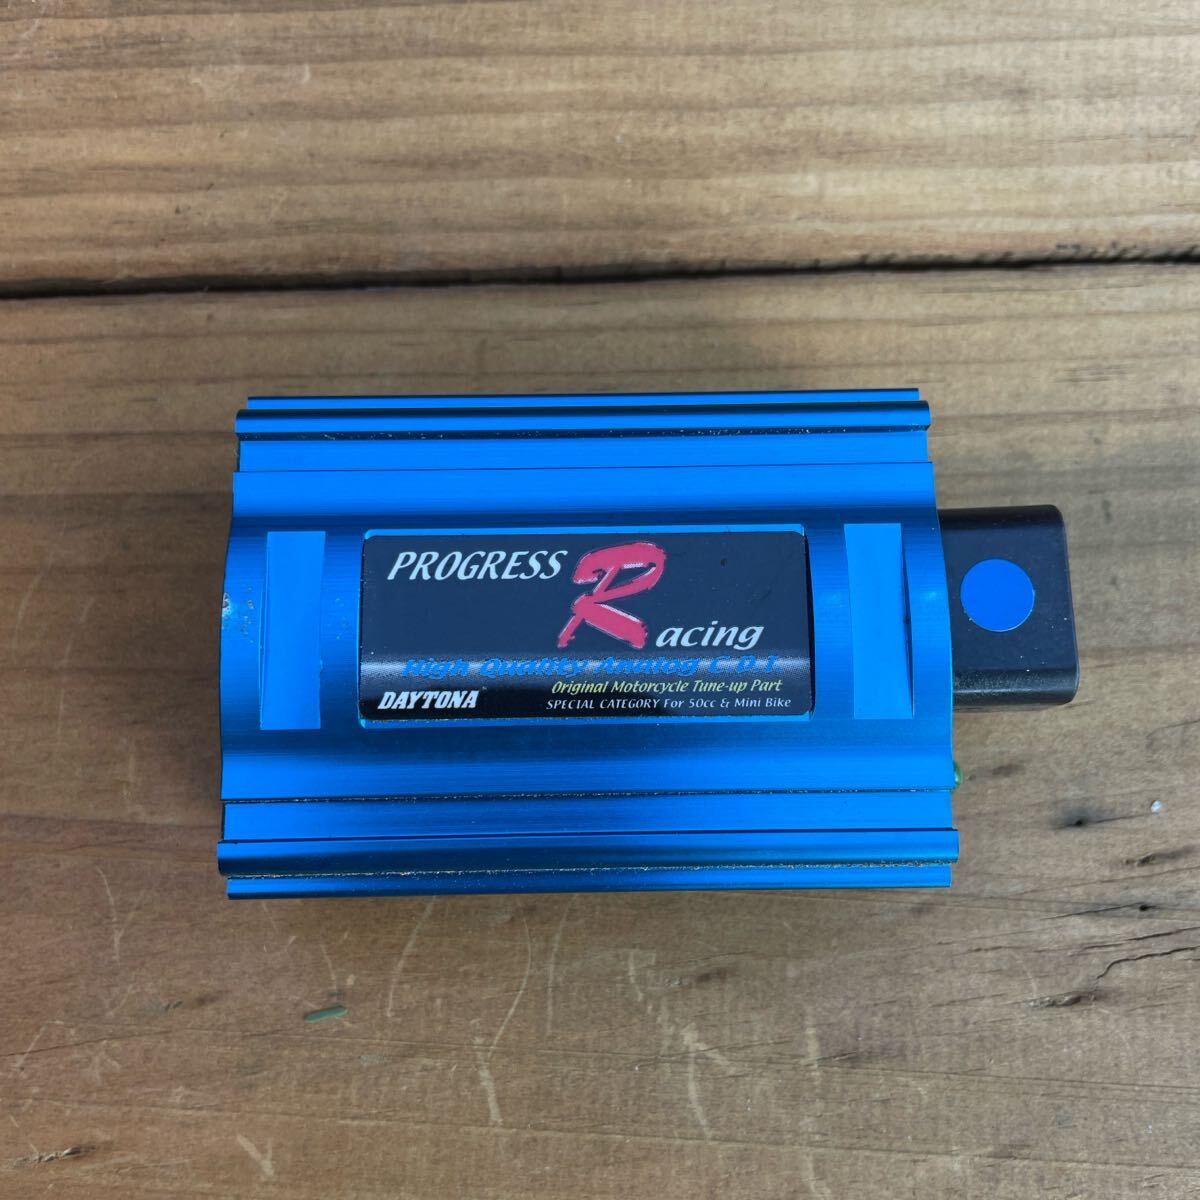 PROGRESS
Racing
High Quality Analog C D I
Original Motorcycle Tune-up Part
DAYTONA
SPECIAL CATEGORY For 50cc & Mini Bike